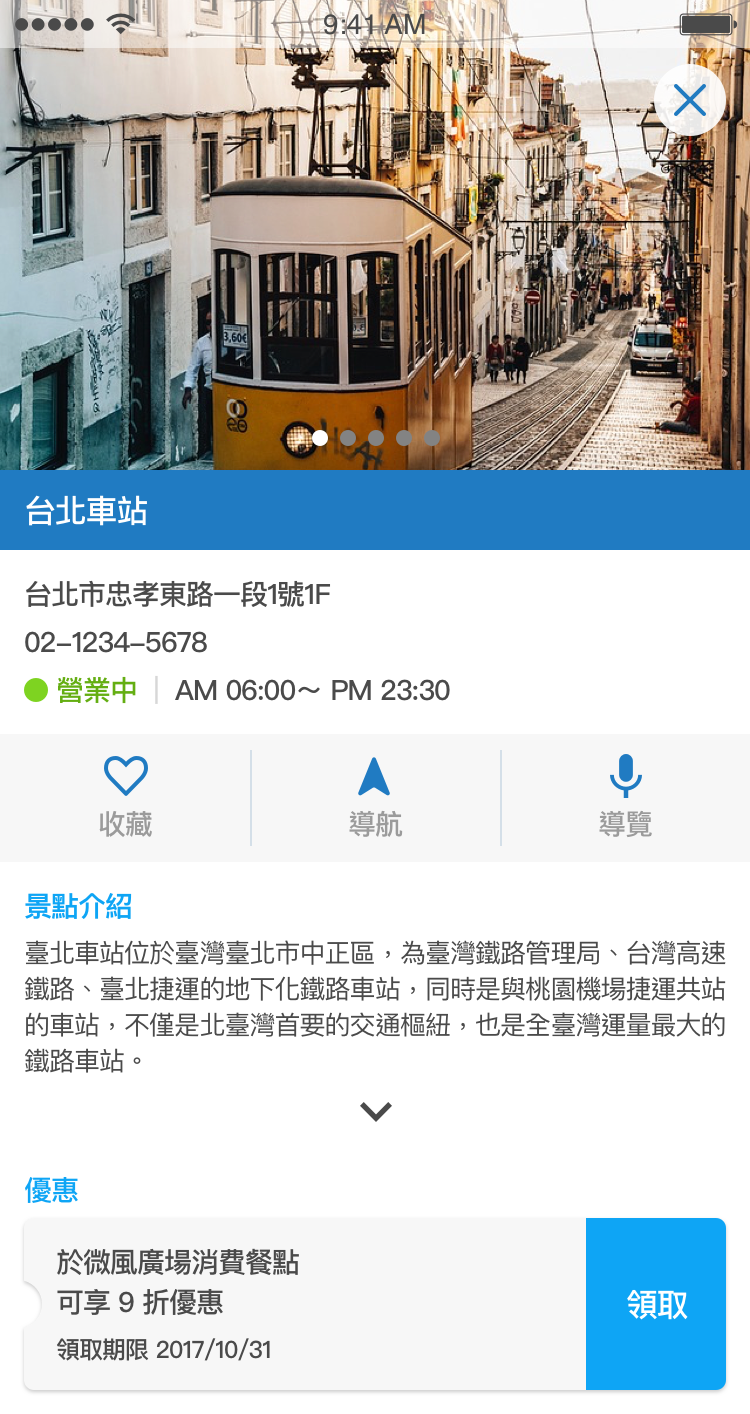 9:41 AM
3,60€
台北車站
台北市忠孝東路一段1號1F
02–1234–5678
營業中 AM 06:00～ PM 23:30
收藏
導航
導覽
景點介紹
臺北車站位於臺灣臺北市中正區，為臺灣鐵路管理局、台灣高速
鐵路、臺北捷運的地下化鐵路車站，同時是與桃園機場捷運共站
的車站，不僅是北臺灣首要的交通樞紐，也是全臺灣運量最大的
鐵路車站。
優惠
於微風廣場消費餐點
可享 9 折優惠
領取期限 2017/10/31
領取